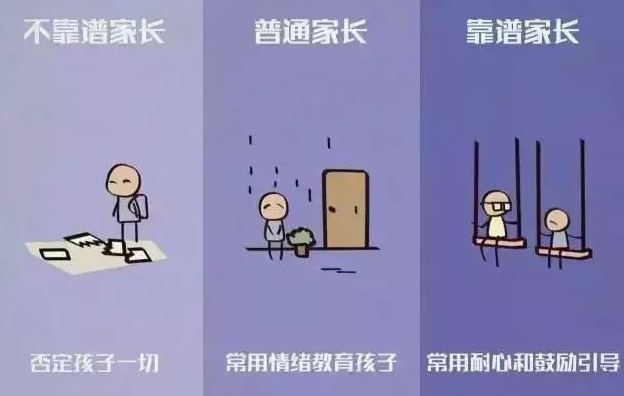 不靠谱家长
普通家长
靠谱家长
否定孩子一切
常用情绪教育孩子
常用耐心和鼓励引导